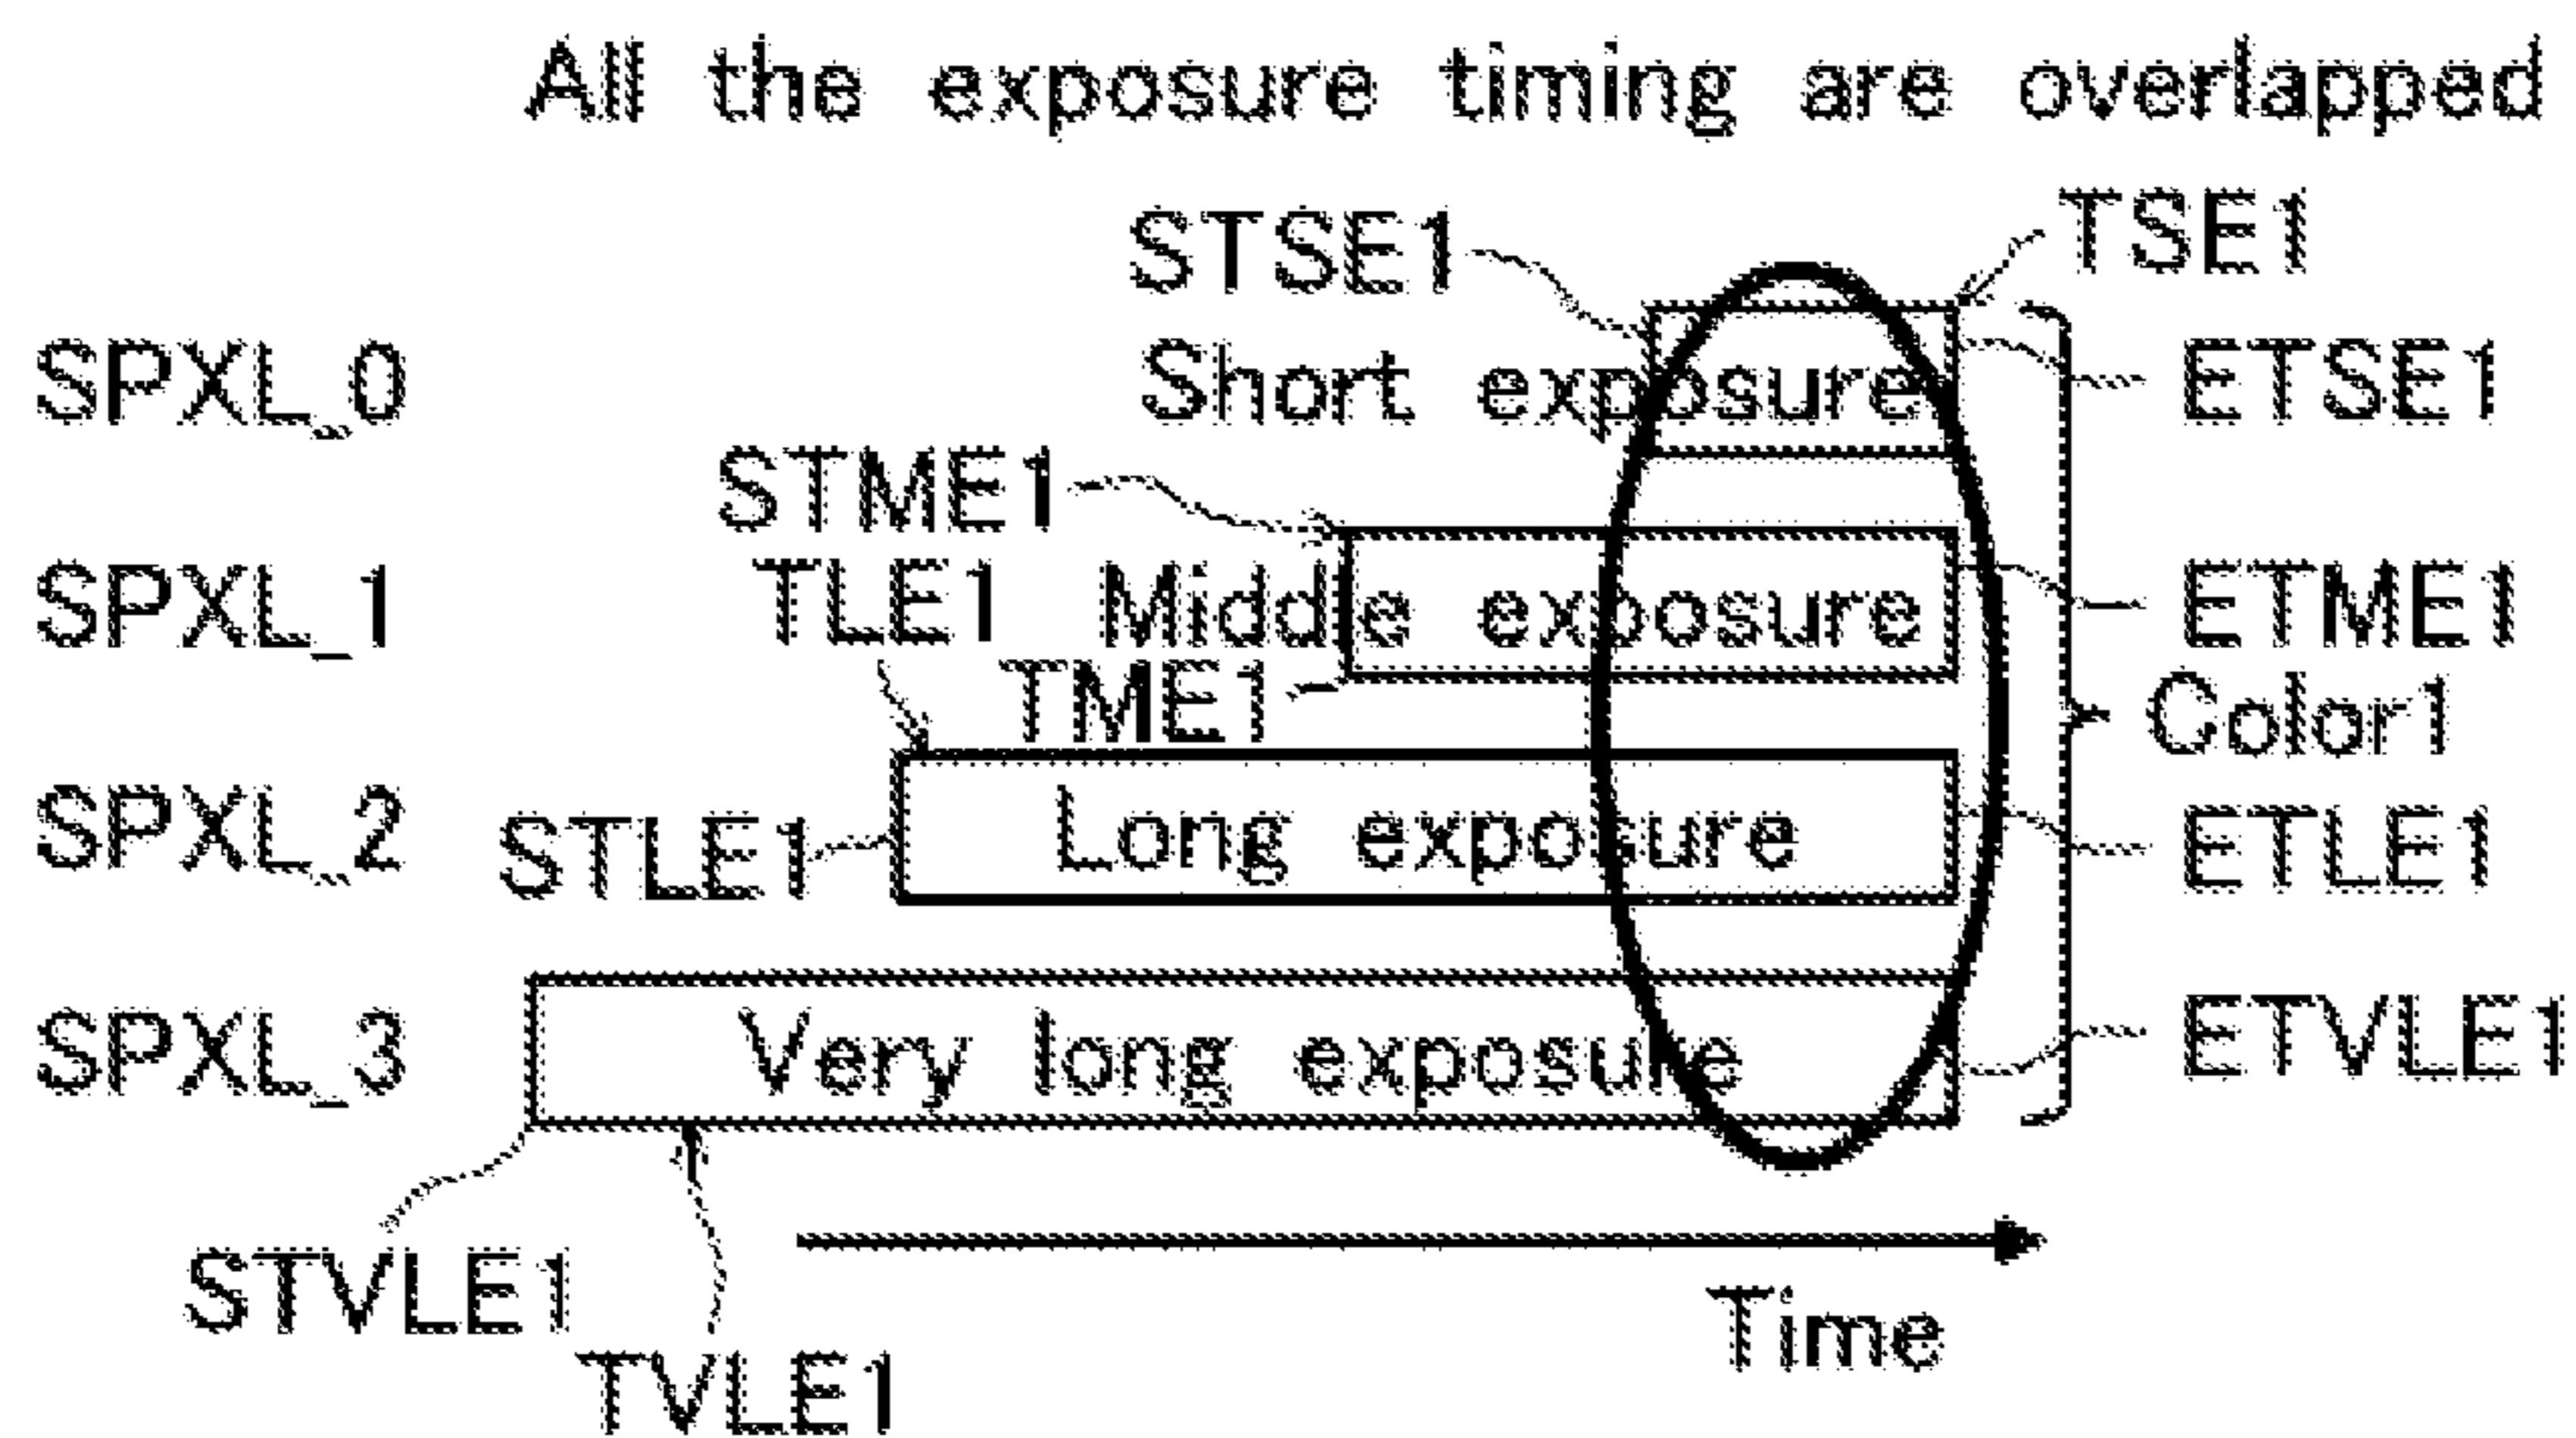 All the exposure timing are overlapped
STSE1 TSE1
SPXL_0 Short exposure ETSE1
STME1
SPXL_1 TLE1 Middle exposure ETME1
TME1 Color1
SPXL_2 STLE1 Long exposure ETLE1
SPXL_3 Very long exposure ETVLE1
STVLE1 Time
TVLE1